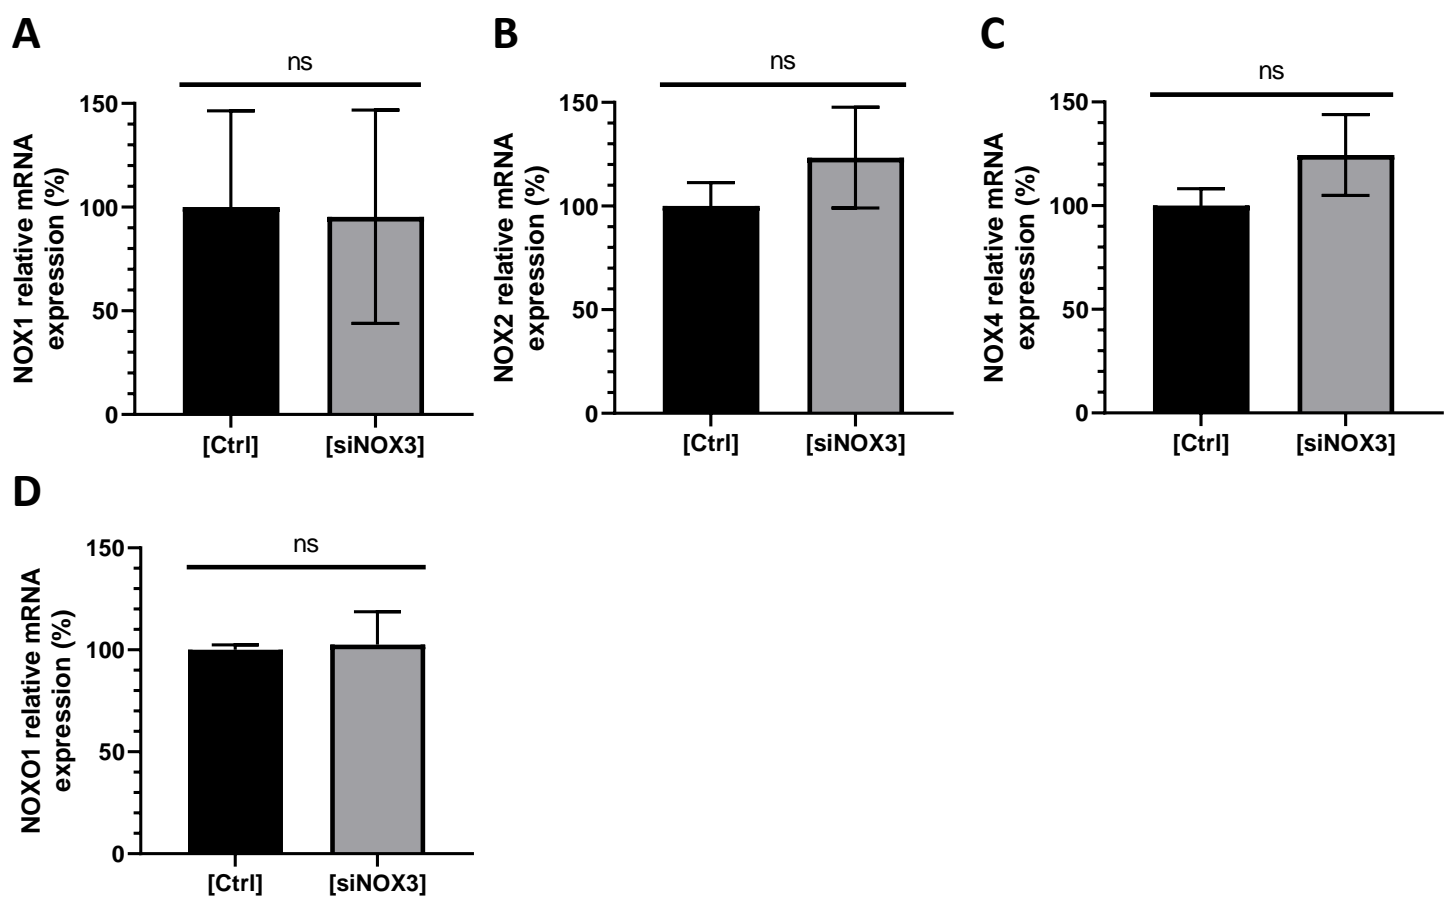 A
ns
NOX1 relative mRNA
expression (%)
150
100
50
0
[Ctrl] [siNOX3]
B
ns
NOX2 relative mRNA
expression (%)
150
100
50
0
[Ctrl] [siNOX3]
C
ns
NOX4 relative mRNA
expression (%)
150
100
50
0
[Ctrl] [siNOX3]
D
ns
NOXO1 relative mRNA
expression (%)
150
100
50
0
[Ctrl] [siNOX3]